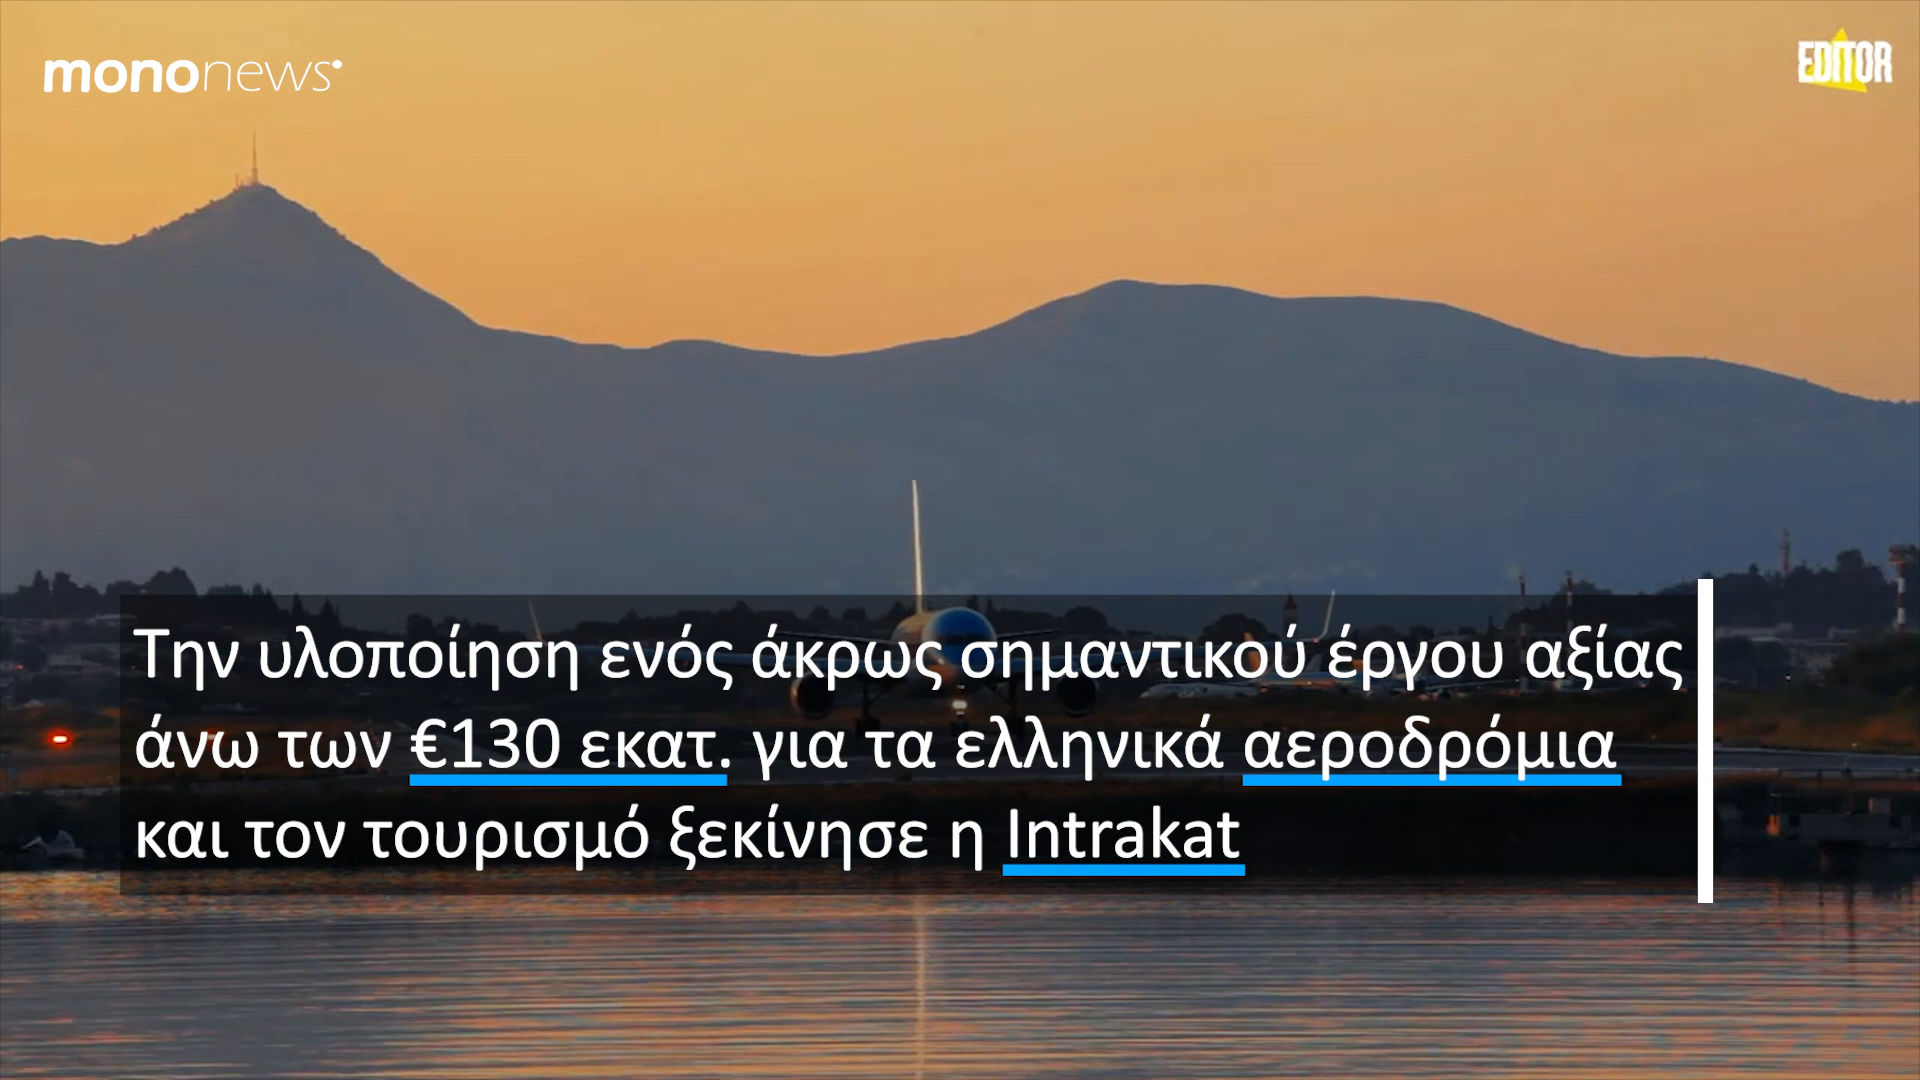 mononews
EDITOR
Την υλοποίηση ενός άκρως σημαντικού έργου αξίας
άνω των €130 εκατ. για τα ελληνικά αεροδρόμια
και τον τουρισμό ξεκίνησε η Intrakat